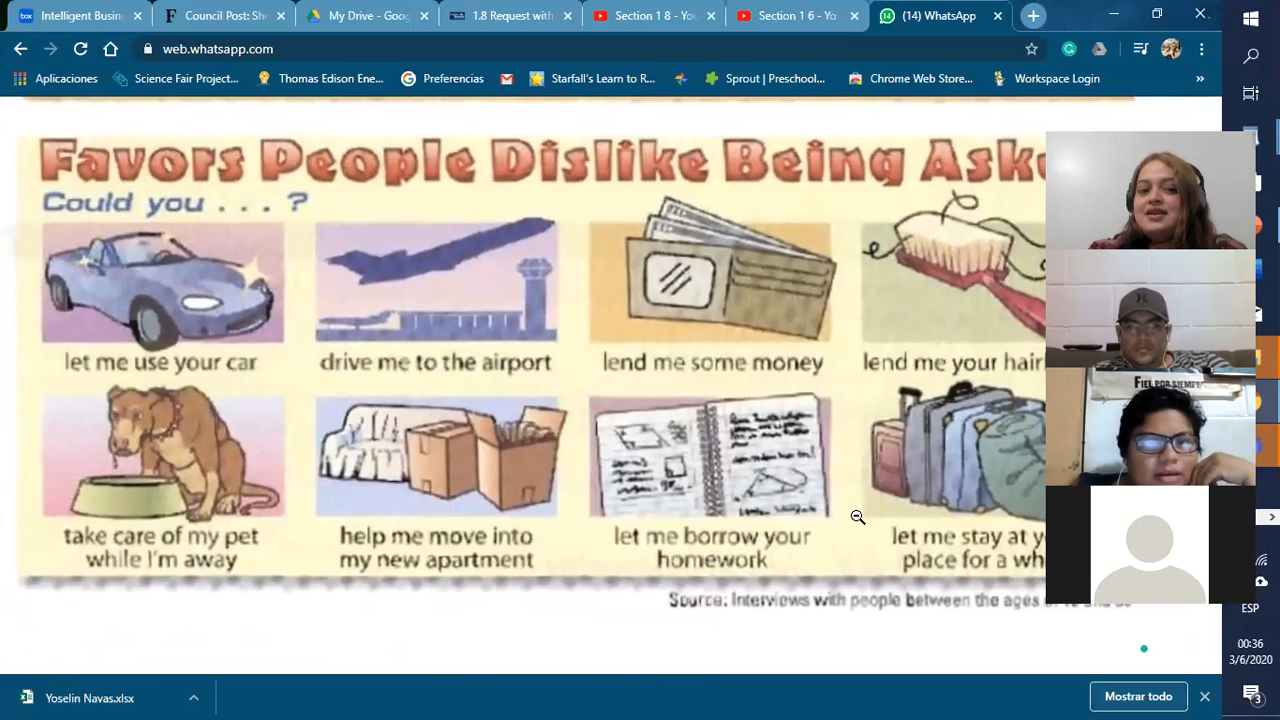 Intelligent Busin
Council Post: Sh
My Drive - Goo
1.8 Request with
Section 1 8 - You
Section 1 6 - Yo
(14) WhatsApp
web.whatsapp.com
Aplicaciones
Science Fair Project...
Thomas Edison Ene...
Preferencias
Starfall's Learn to R...
Sprout | Preschool...
Chrome Web Store...
Workspace Login
»
Favors People Dislike Being Aske
Could you . . . ?
let me use your car
drive me to the airport
lend me some money
lend me your hair
take care of my pet
while I'm away
help me move into
my new apartment
let me borrow your
homework
let me stay at y
place for a wh
Source: Interviews with people between the ages
FIEL POR SIEMP
ESP
00:36
3/6/2020
3
Yoselin Navas.xlsx
Mostrar todo